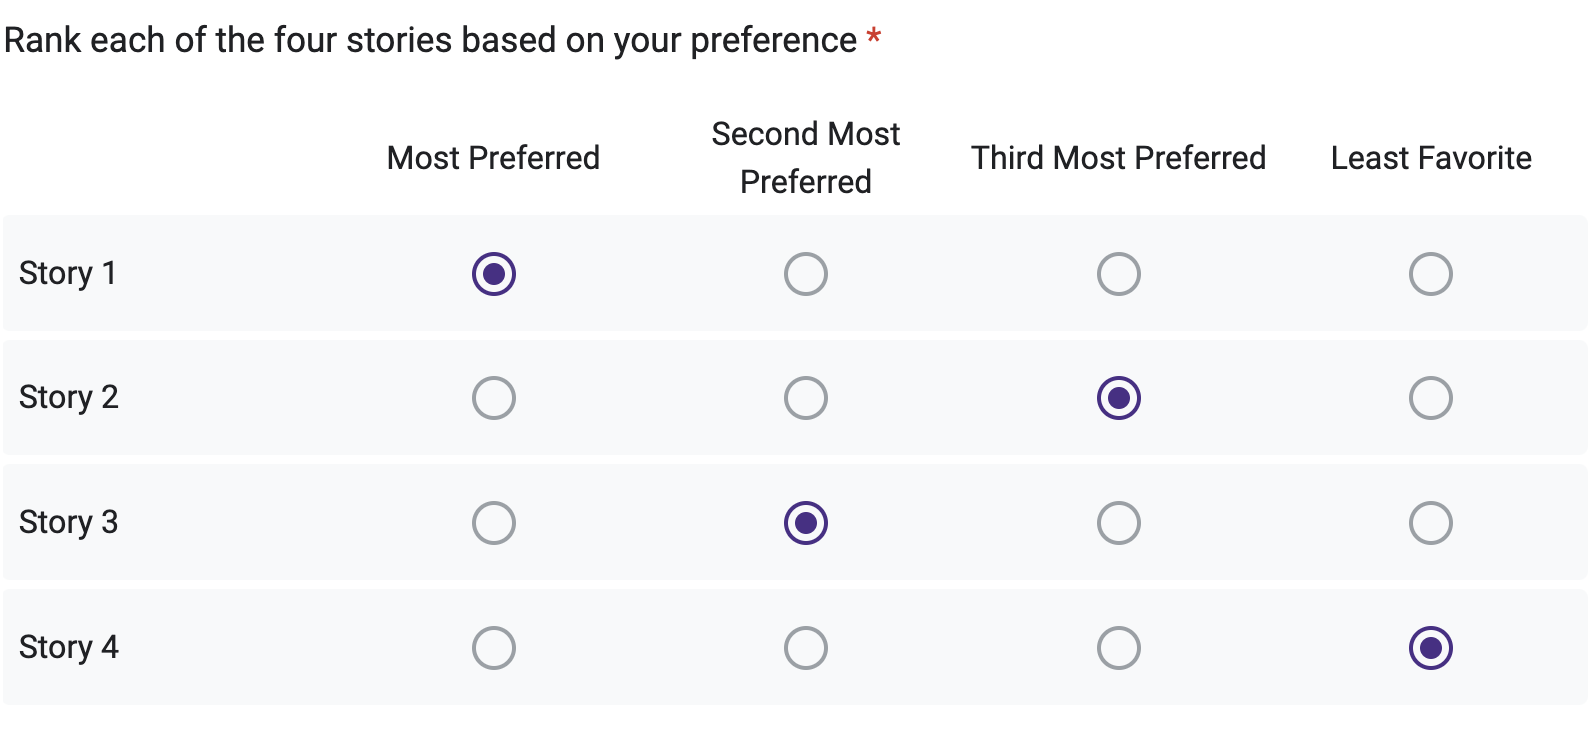 Rank each of the four stories based on your preference *
Most Preferred
Second Most
Preferred
Third Most Preferred
Least Favorite
Story 1
Story 2
Story 3
Story 4